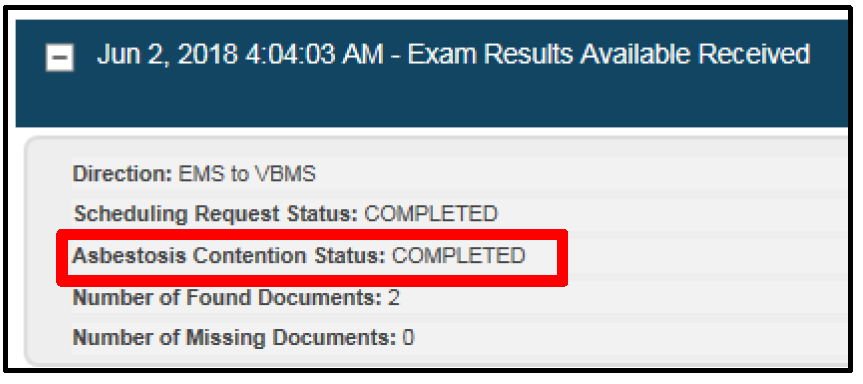 Jun 2, 2018 4:04:03 AM - Exam Results Available Received
Direction: EMS to VBMS
Scheduling Request Status: COMPLETED
Asbestosis Contention Status: COMPLETED
Number of Found Documents: 2
Number of Missing Documents: 0